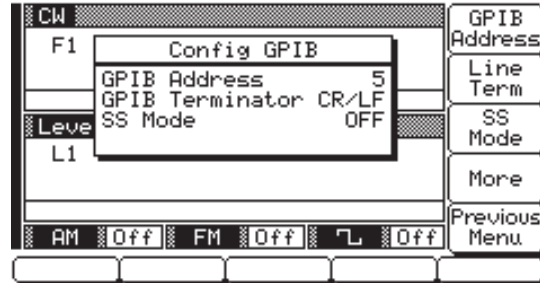 CW
F1
Config GPIB
GPIB Address 5
GPIB Terminator CR/LF
SS Mode OFF
Leve
L1
AM Off FM Off Off
GPIB
Address
Line
Term
SS
Mode
More
Previous
Menu